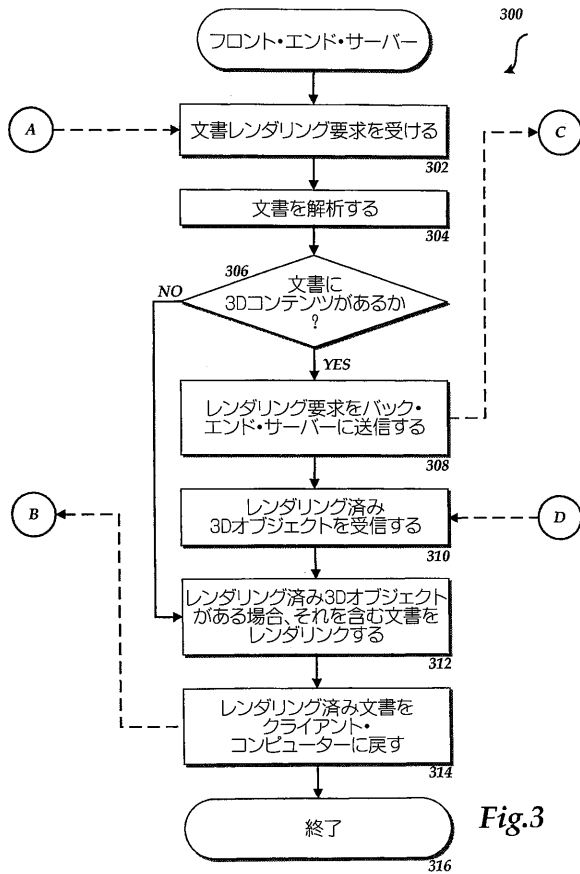 300
フロント・エンド・サーバー
A
文書レンダリング要求を受ける
302
C
文書を解析する
304
306
文書に
3Dコンテンツがあるか
?
NO
YES
レンダリング要求をバック・
エンド・サーバーに送信する
308
B
レンダリング済み
3Dオブジェクトを受信する
310
D
レンダリング済み3Dオブジェクト
がある場合、それを含む文書を
レンダリンクする
312
レンダリング済み文書を
クライアント・
コンピューターに戻す
314
終了
316
Fig.3